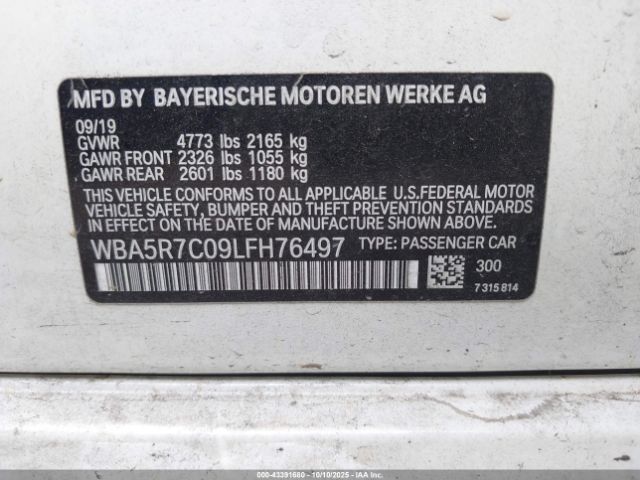 MFD BY BAYERISCHE MOTOREN WERKE AG
09/19
GVWR 4773 lbs 2165 kg
GAWR FRONT 2326 lbs 1055 kg
GAWR REAR 2601 lbs 1180 kg
THIS VEHICLE CONFORMS TO ALL APPLICABLE U.S.FEDERAL MOTOR
VEHICLE SAFETY, BUMPER AND THEFT PREVENTION STANDARDS
IN EFFECT ON THE DATE OF MANUFACTURE SHOWN ABOVE.
WBA5R7C09LFH76497 TYPE: PASSENGER CAR
300
7 315 814
000-43391680 - 10/10/2025 - IAAI.COM